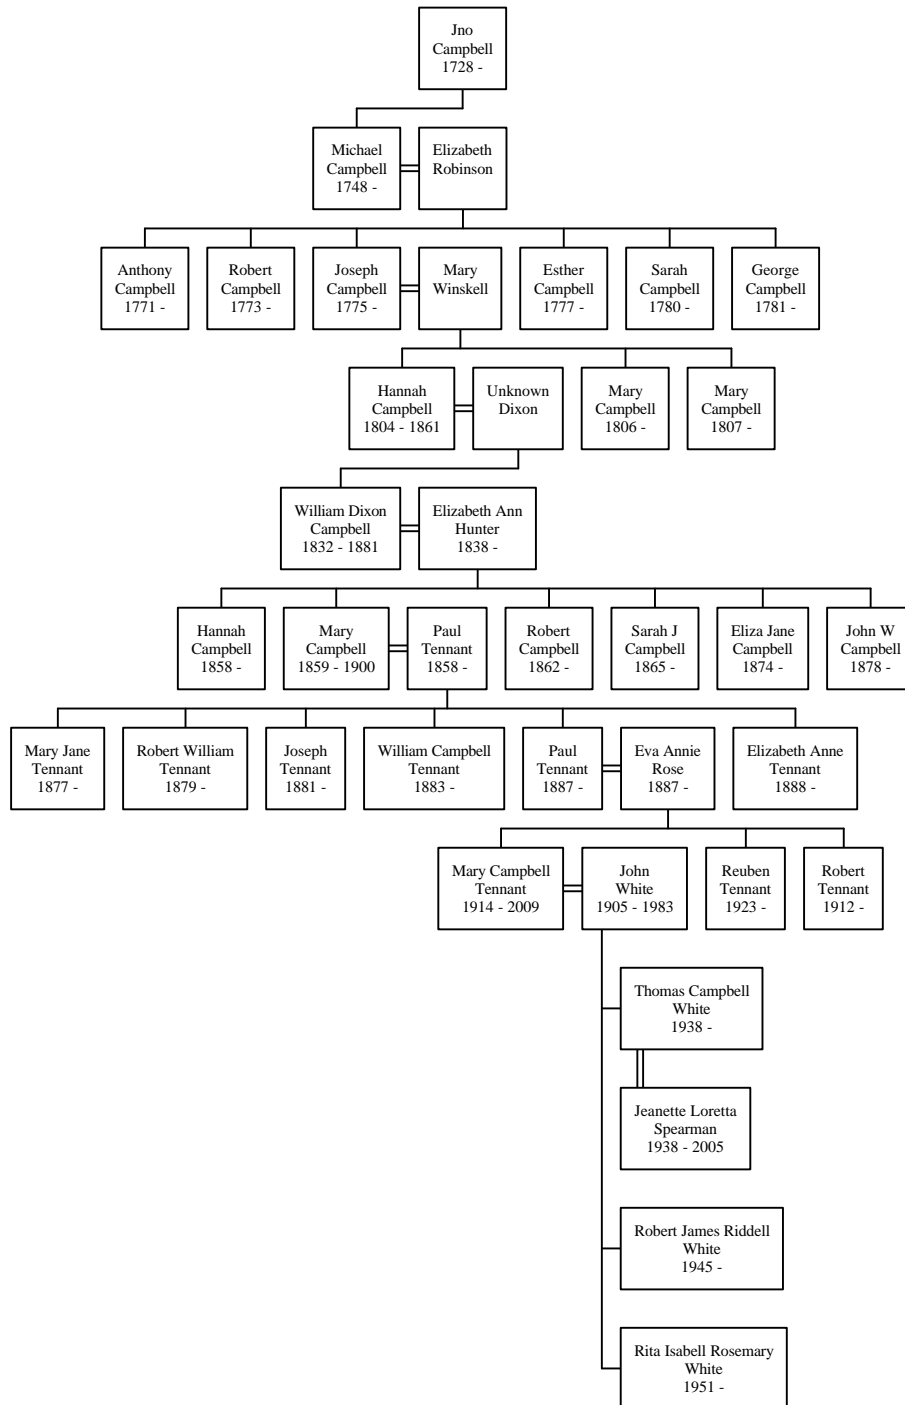 Jno
Campbell
1728 -
Michael
Campbell
1748 -
Elizabeth
Robinson
Anthony
Campbell
1771 -
Robert
Campbell
1773 -
Joseph
Campbell
1775 -
Mary
Winskell
Esther
Campbell
1777 -
Sarah
Campbell
1780 -
George
Campbell
1781 -
Hannah
Campbell
1804 - 1861
Unknown
Dixon
Mary
Campbell
1806 -
Mary
Campbell
1807 -
William Dixon
Campbell
1832 - 1881
Elizabeth Ann
Hunter
1838 -
Hannah
Campbell
1858 -
Mary
Campbell
1859 - 1900
Paul
Tennant
1858 -
Robert
Campbell
1862 -
Sarah J
Campbell
1865 -
Eliza Jane
Campbell
1874 -
John W
Campbell
1878 -
Mary Jane
Tennant
1877 -
Robert William
Tennant
1879 -
Joseph
Tennant
1881 -
William Campbell
Tennant
1883 -
Paul
Tennant
1887 -
Eva Annie
Rose
1887 -
Elizabeth Anne
Tennant
1888 -
Mary Campbell
Tennant
1914 - 2009
John
White
1905 - 1983
Reuben
Tennant
1923 -
Robert
Tennant
1912 -
Thomas Campbell
White
1938 -
Jeanette Loretta
Spearman
1938 - 2005
Robert James Riddell
White
1945 -
Rita Isabell Rosemary
White
1951 -